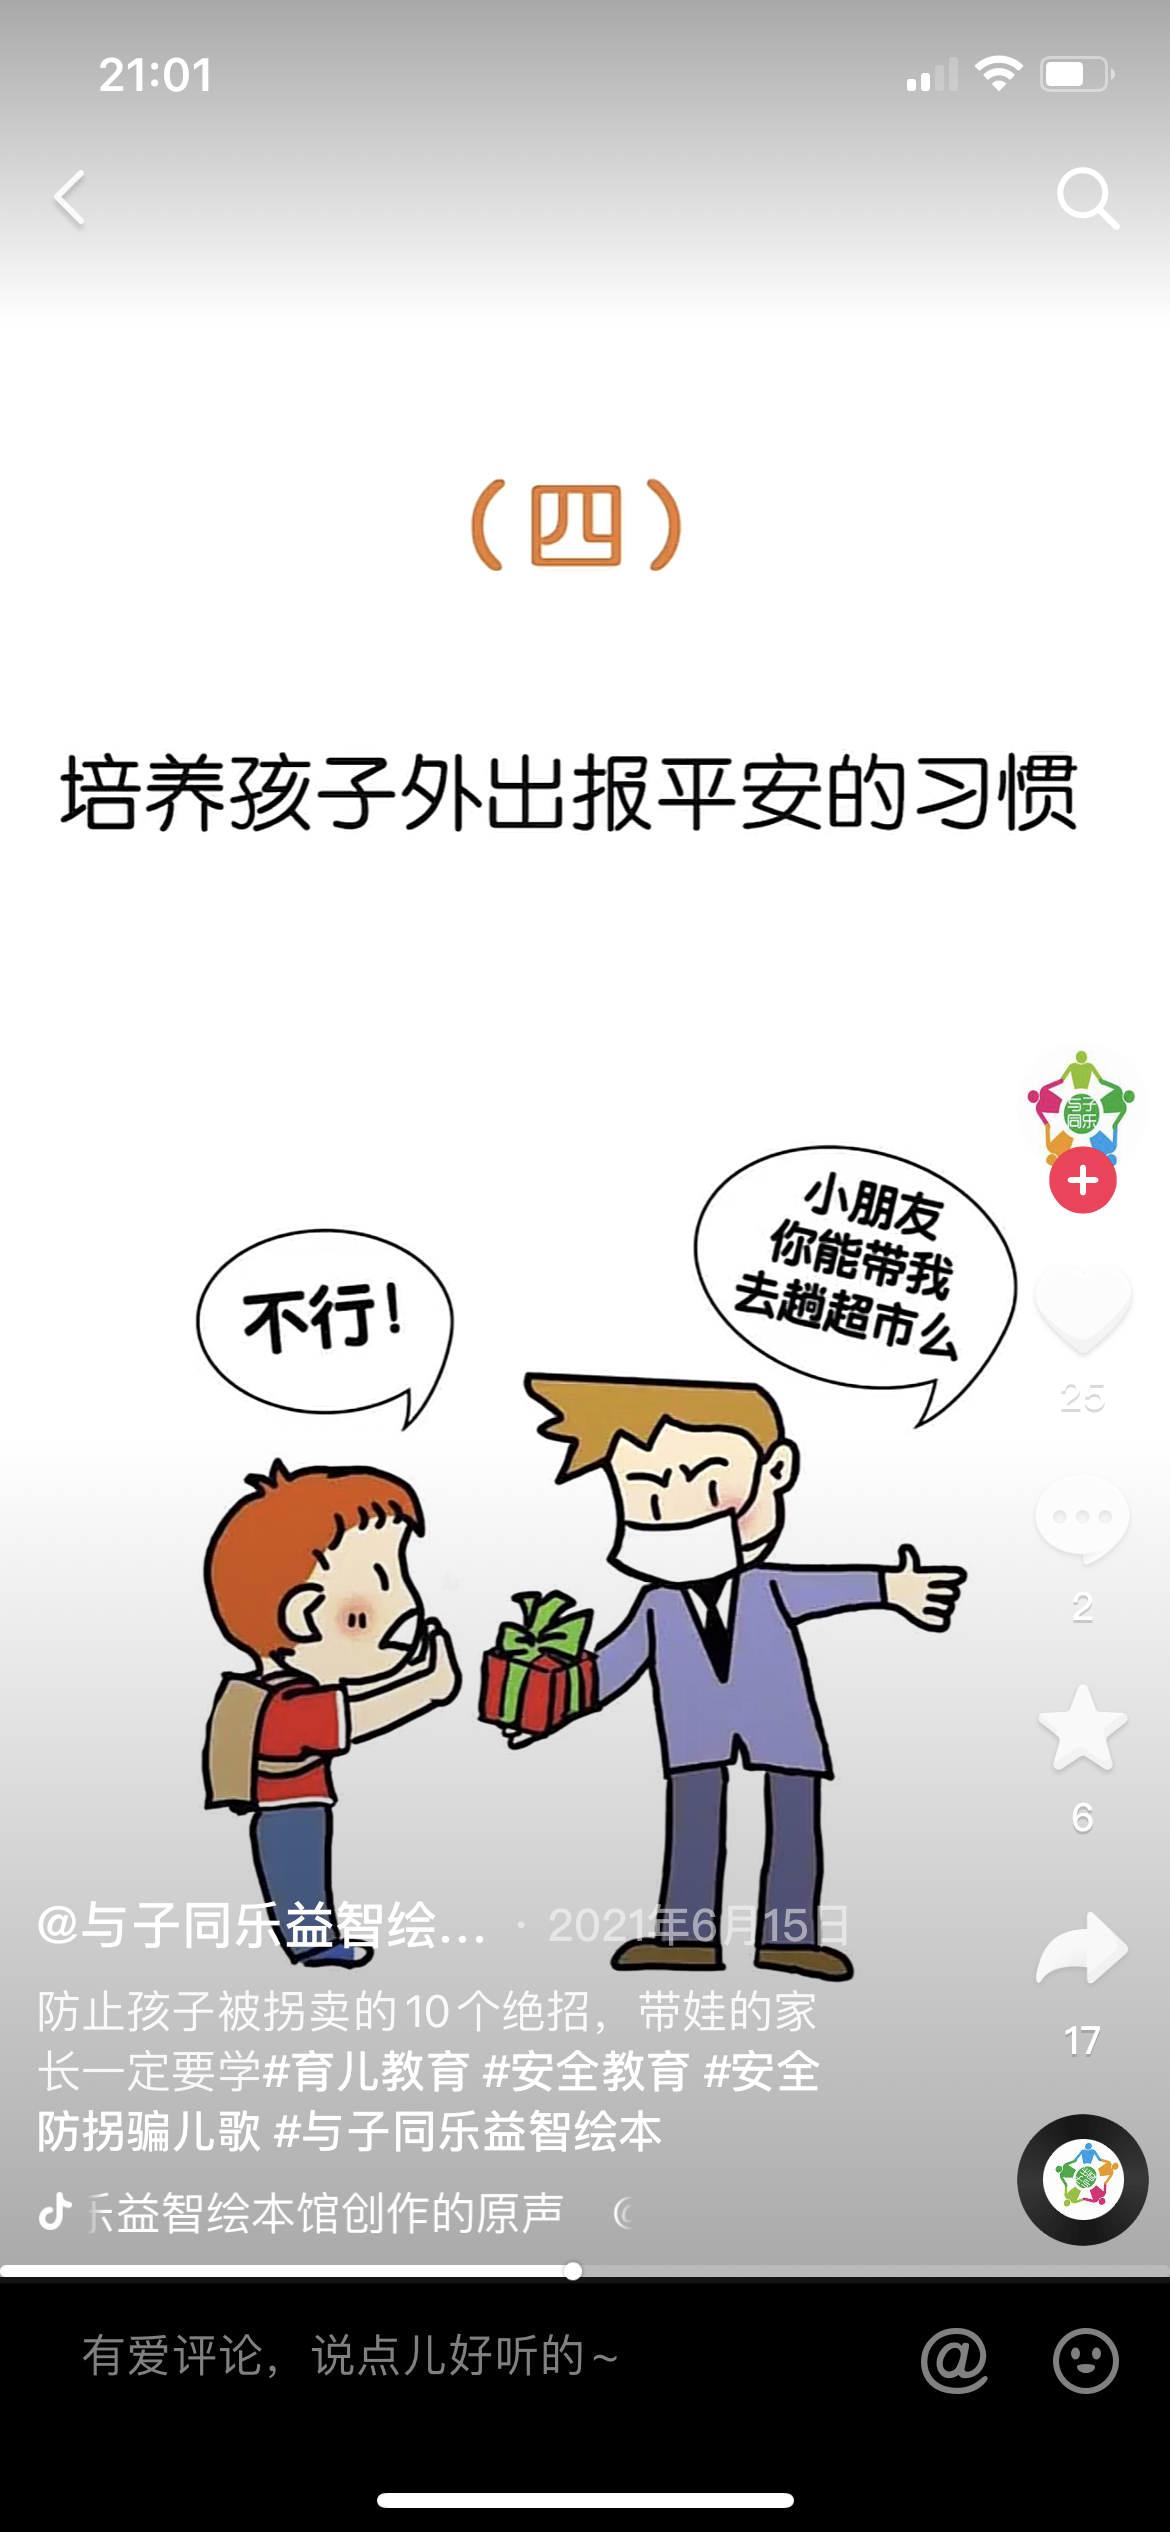 21:01
（四）
培养孩子外出报平安的习惯
与子
同乐
小朋友
你能带我
去趟超市么
不行！
25
2
6
17
@与子同乐益智绘... · 2021年6月15日
防止孩子被拐卖的10个绝招，带娃的家
长一定要学#育儿教育 #安全教育 #安全
防拐骗儿歌 #与子同乐益智绘本
益智绘本馆创作的原声
有爱评论，说点儿好听的~